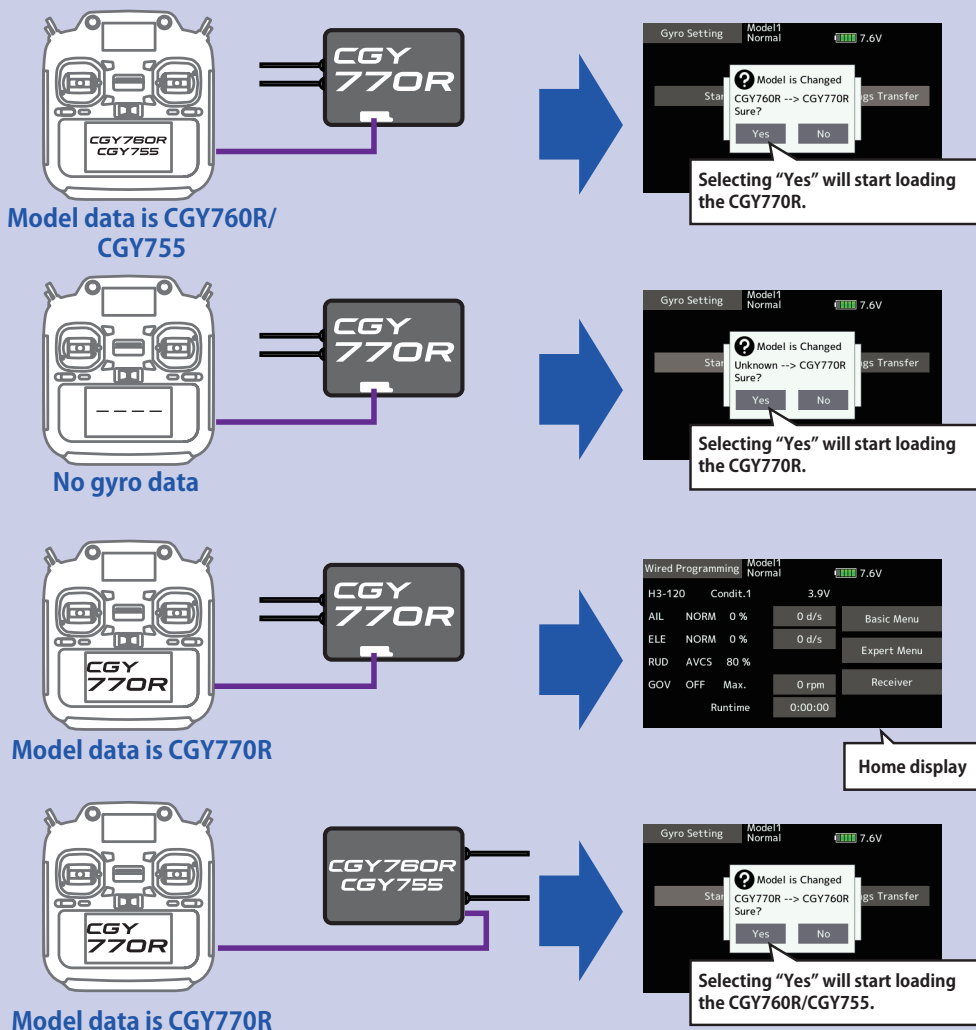 CGY760R
CGY755
CGY
770R
Model data is CGY760R/
CGY755
Gyro Setting
Model1
Normal
7.6V
Model is Changed
Star
CGY760R --> CGY770R
gs Transfer
Sure?
Yes
No
Selecting “Yes” will start loading
the CGY770R.
----
CGY
770R
No gyro data
Gyro Setting
Model1
Normal
7.6V
Model is Changed
Star
Unknown --> CGY770R
gs Transfer
Sure?
Yes
No
Selecting “Yes” will start loading
the CGY770R.
CGY
770R
CGY
770R
Model data is CGY770R
Wired Programming
Model1
Normal
7.6V
H3-120 Condit.1 3.9V
AIL NORM 0 % 0 d/s Basic Menu
ELE NORM 0 % 0 d/s
Expert Menu
RUD AVCS 80 %
GOV OFF Max. 0 rpm Receiver
Runtime 0:00:00
Home display
CGY
770R
CGY760R
CGY755
Model data is CGY770R
Gyro Setting
Model1
Normal
7.6V
Model is Changed
Star
CGY770R --> CGY760R
gs Transfer
Sure?
Yes
No
Selecting “Yes” will start loading
the CGY760R/CGY755.